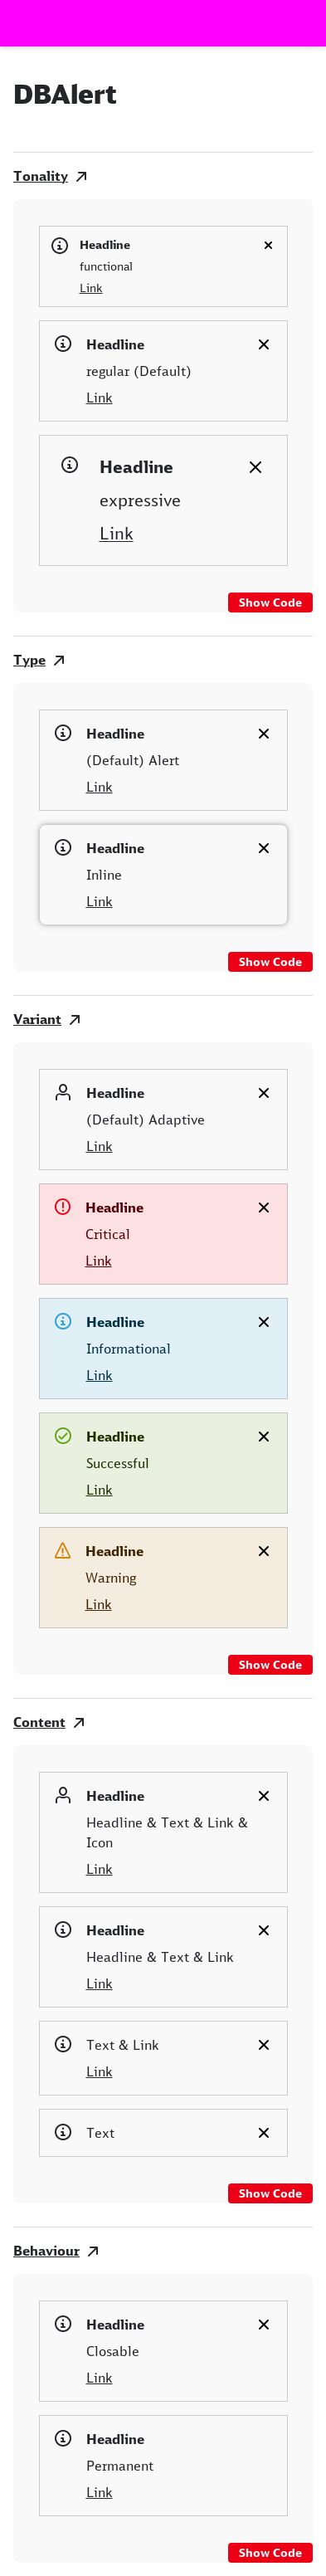 DBAlert
Tonality
Headline
functional
Link
Headline
regular (Default)
Link
Headline
expressive
Link
Show Code
Type
Headline
(Default) Alert
Link
Headline
Inline
Link
Show Code
Variant
Headline
(Default) Adaptive
Link
Headline
Critical
Link
Headline
Informational
Link
Headline
Successful
Link
Headline
Warning
Link
Show Code
Content
Headline
Headline & Text & Link &
Icon
Link
Headline
Headline & Text & Link
Link
Text & Link
Link
Text
Show Code
Behaviour
Headline
Closable
Link
Headline
Permanent
Link
Show Code